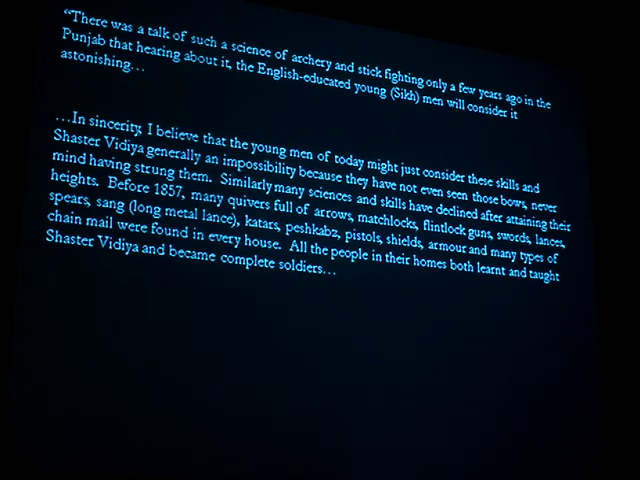 “There was a talk of such a science of archery and stick fighting only a few years ago in the
Punjab that hearing about it, the English-educated young (Sikh) men will consider it
astonishing…
…In sincerity, I believe that the young men of today might just consider these skills and
Shaster Vidiya generally an impossibility because they have not even seen those bows, never
mind having strung them. Similarly many sciences and skills have declined after attaining their
heights. Before 1857, many quivers full of arrows, matchlocks, flintlock guns, swords, lances,
spears, sang (long metal lance), katars, peshkabz, pistols, shields, armour and many types of
chain mail were found in every house. All the people in their homes both learnt and taught
Shaster Vidiya and became complete soldiers…